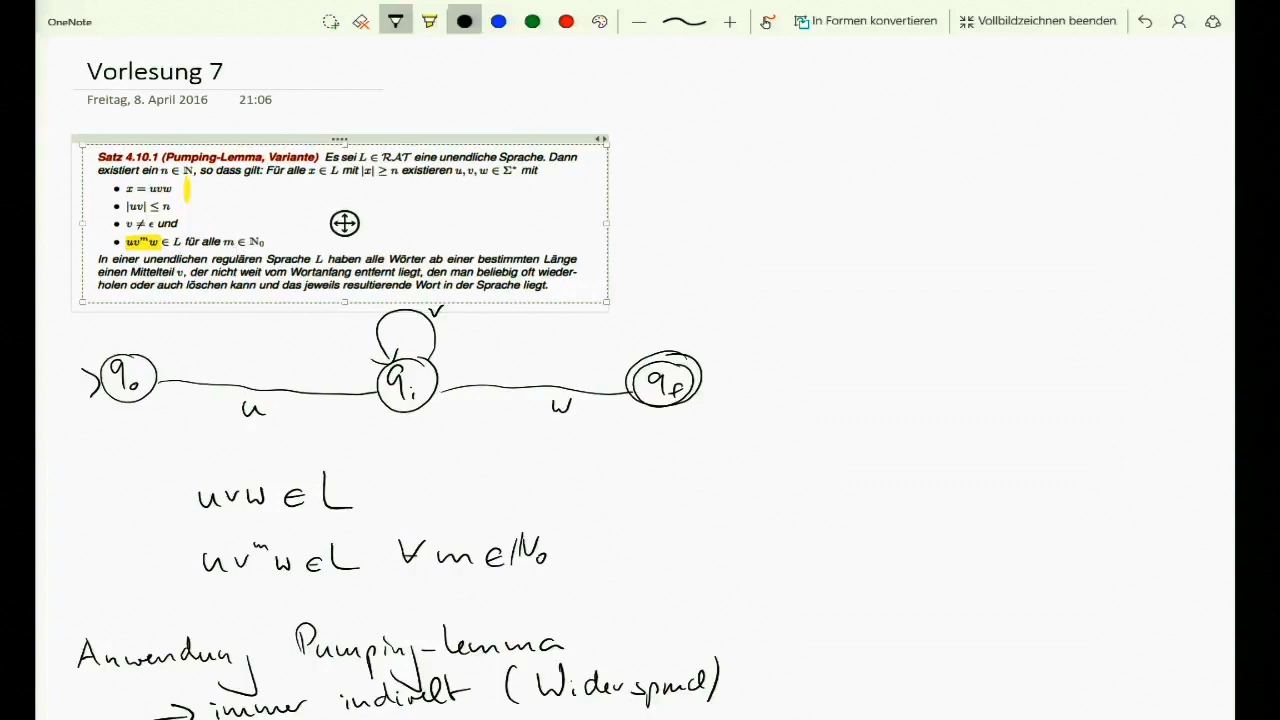 OneNote
In Formen konvertieren
Vollbildzeichnen beenden
Vorlesung 7
Freitag, 8. April 2016 21:06
Satz 4.10.1 (Pumping-Lemma, Variante) Es sei L ∈ RAT eine unendliche Sprache. Dann
existiert ein n ∈ ℕ, so dass gilt: Für alle x ∈ L mit |x| ≥ n existieren u, v, w ∈ Σ* mit
• x = uvw
• |uv| ≤ n
• v ≠ ϵ und
• uvᵐw ∈ L für alle m ∈ ℕ₀
In einer unendlichen regulären Sprache L haben alle Wörter ab einer bestimmten Länge
einen Mittelteil v, der nicht weit vom Wortanfang entfernt liegt, den man beliebig oft wieder-
holen oder auch löschen kann und das jeweils resultierende Wort in der Sprache liegt.
v
q₀ qᵢ q_f
u w
uvw ∈ L
uvᵐw ∈ L ∀ m ∈ ℕ₀
Anwendung Pumping-Lemma
→ immer indirekt (Widerspruch)